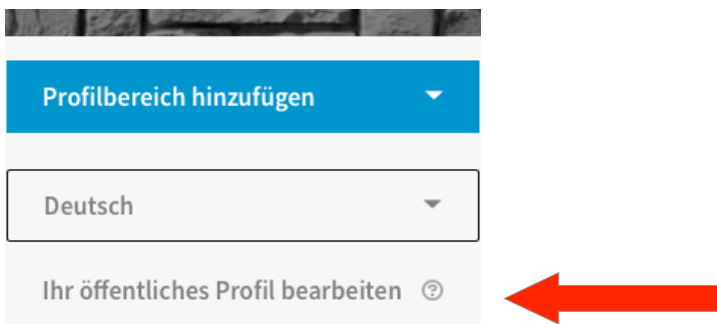 Profilbereich hinzufügen
Deutsch
Ihr öffentliches Profil bearbeiten ?